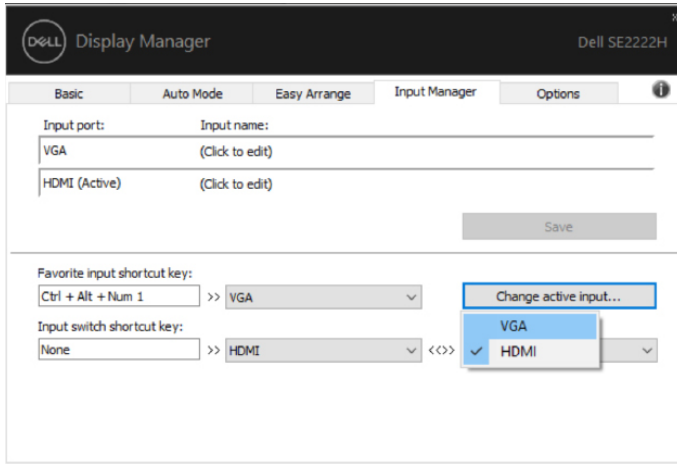 DELL Display Manager Dell SE2222H
Basic Auto Mode Easy Arrange Input Manager Options i
Input port: Input name:
VGA (Click to edit)
HDMI (Active) (Click to edit)
Save
Favorite input shortcut key:
Ctrl + Alt + Num 1 >> VGA Change active input...
Input switch shortcut key:
VGA
None >> HDMI <<>> HDMI